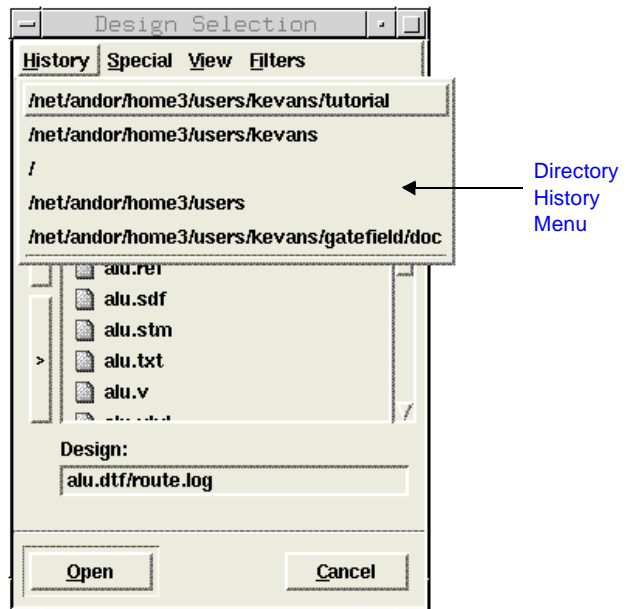 Design Selection
History Special View Filters
/net/andor/home3/users/kevans/tutorial
/net/andor/home3/users/kevans
/
/net/andor/home3/users
/net/andor/home3/users/kevans/gatefield/doc
Directory
History
Menu
alu.ref
alu.sdf
alu.stm
>
alu.txt
alu.v
Design:
alu.dtf/route.log
Open
Cancel